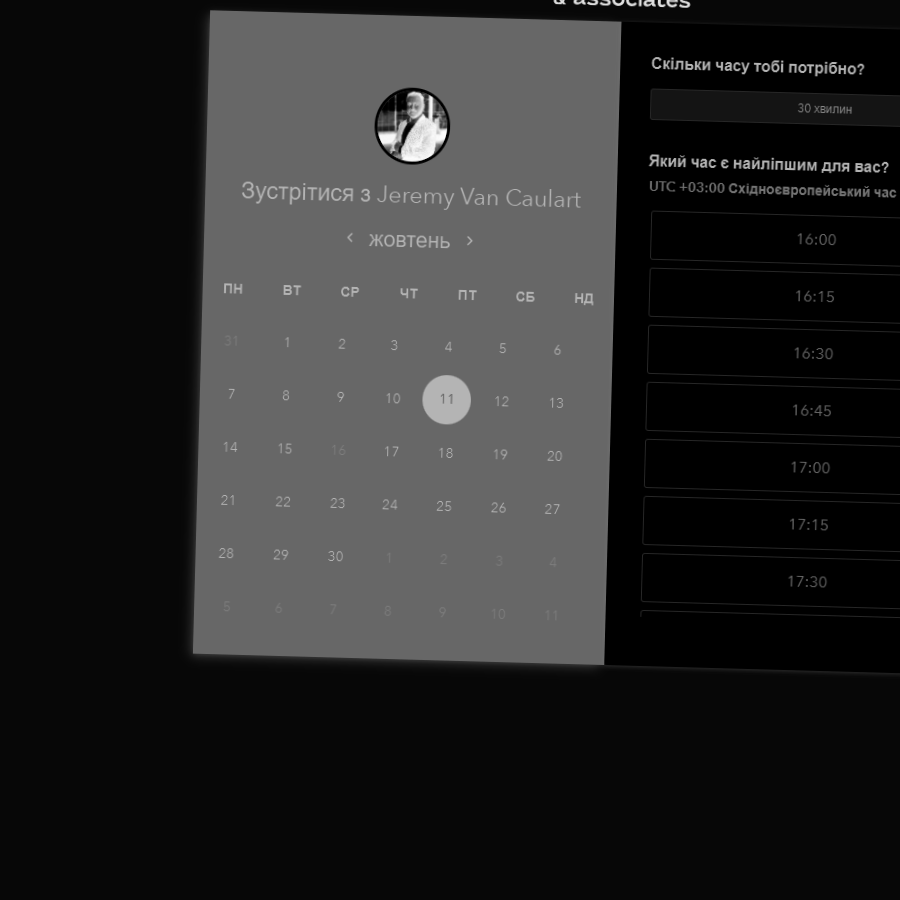 & associates
Зустрітися з Jeremy Van Caulart
‹ жовтень ›
ПН ВТ СР ЧТ ПТ СБ НД
31 1 2 3 4 5 6
7 8 9 10 11 12 13
14 15 16 17 18 19 20
21 22 23 24 25 26 27
28 29 30 1 2 3 4
5 6 7 8 9 10 11
Скільки часу тобі потрібно?
30 хвилин
Який час є найліпшим для вас?
UTC +03:00 Східноєвропейський час
16:00
16:15
16:30
16:45
17:00
17:15
17:30